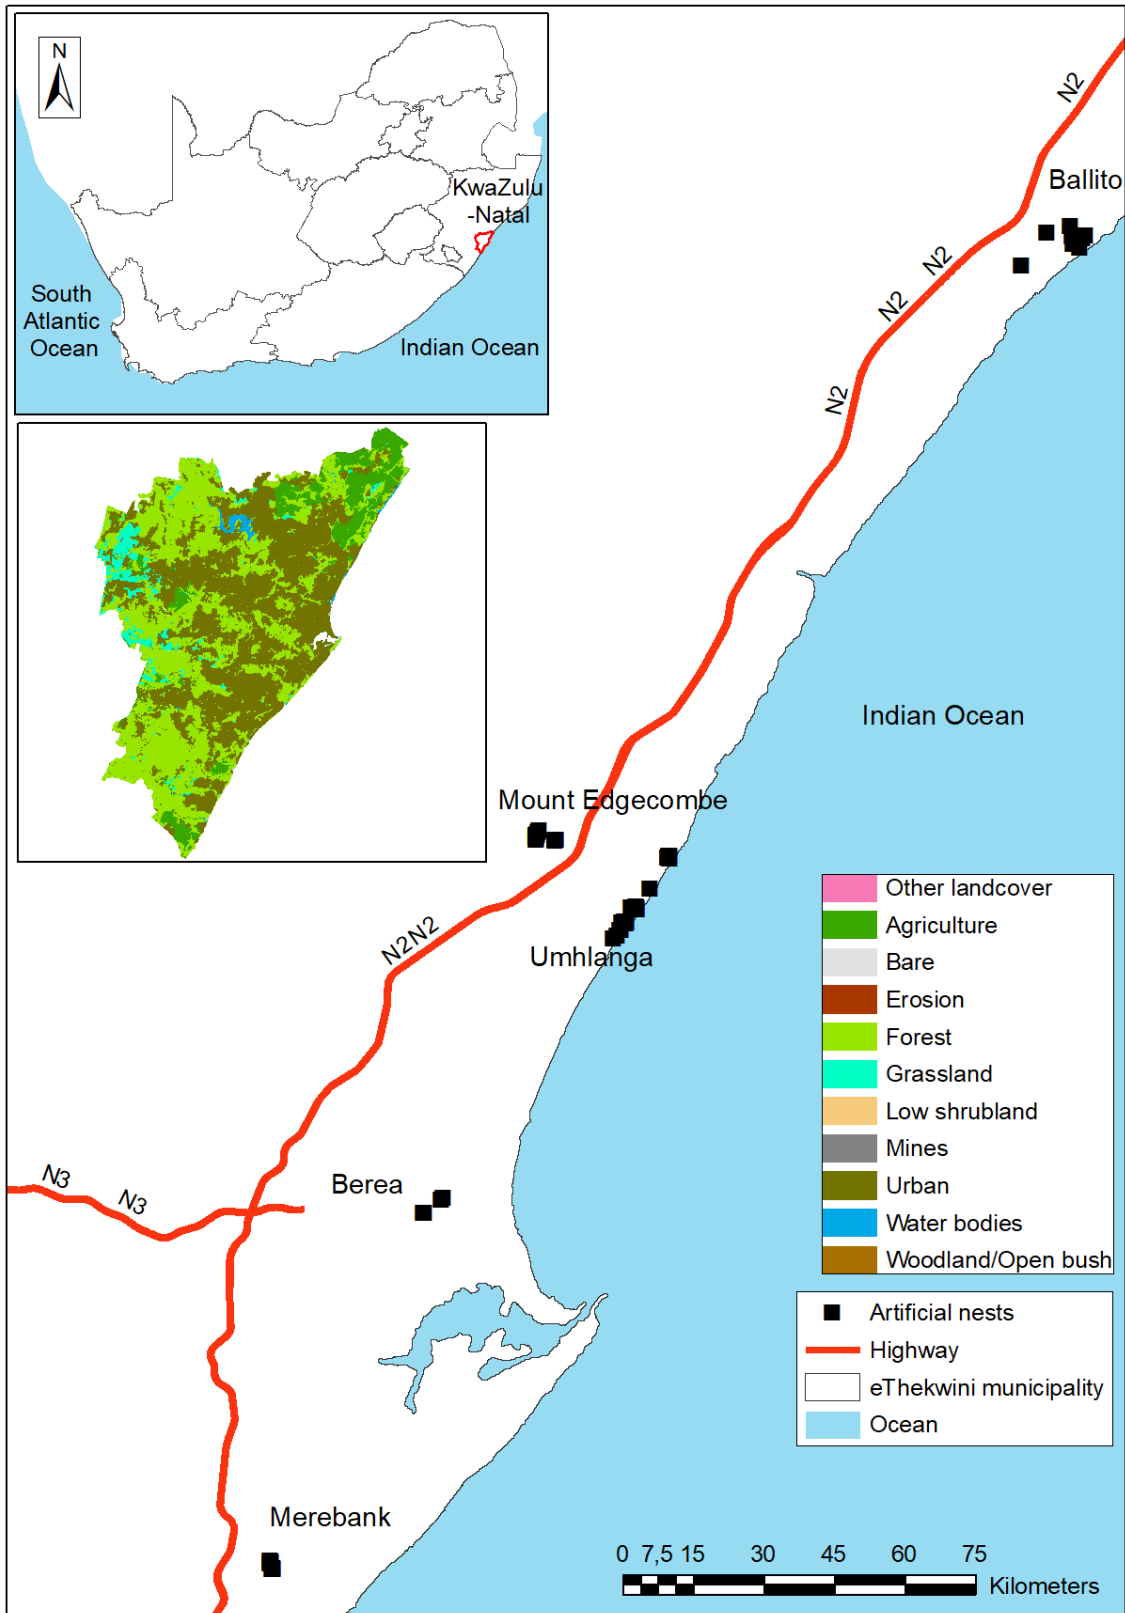 N
KwaZulu
-Natal
South
Atlantic
Ocean
Indian Ocean
N2
Ballito
N2
N2
N2
Indian Ocean
Mount Edgecombe
Umhlanga
N2N2
Berea
N3
N3
Merebank
Other landcover
Agriculture
Bare
Erosion
Forest
Grassland
Low shrubland
Mines
Urban
Water bodies
Woodland/Open bush
Artificial nests
Highway
eThekwini municipality
Ocean
0 7,5 15 30 45 60 75
Kilometers